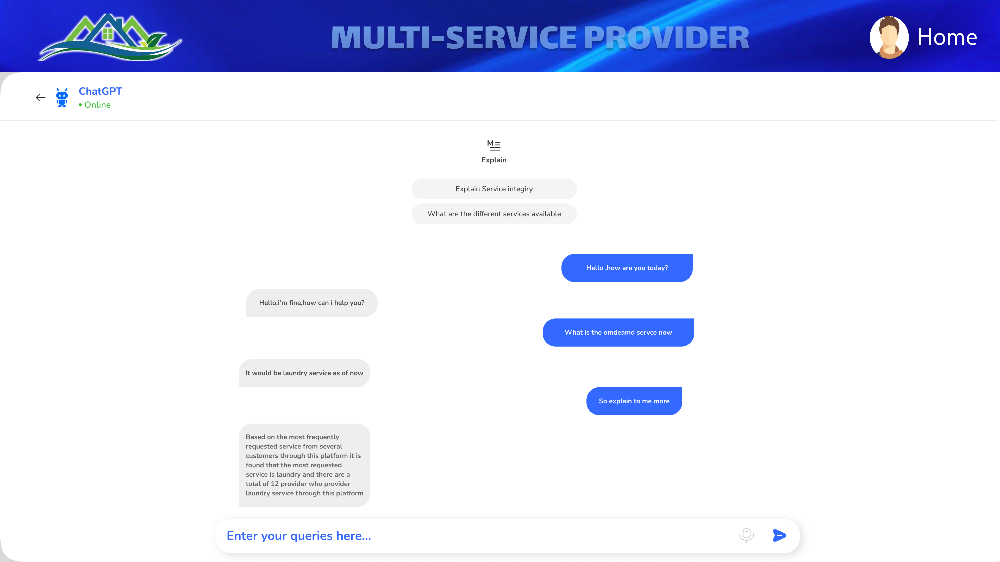 MULTI-SERVICE PROVIDER
Home
ChatGPT
• Online
M
Explain
Explain Service integiry
What are the different services available
Hello ,how are you today?
Hello,i’m fine,how can i help you?
What is the omdeamd servce now
It would be laundry service as of now
So explain to me more
Based on the most frequently
requested service from several
customers through this platform it is
found that the most requested
service is laundry and there are a
total of 12 provider who provider
laundry service through this platform
Enter your queries here...